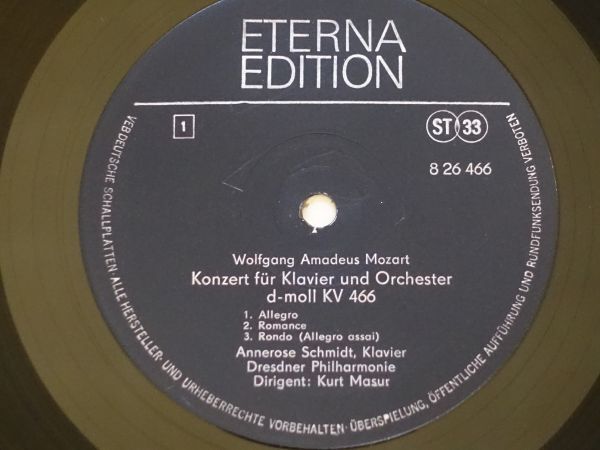 ETERNA
EDITION
1
ST 33
8 26 466
Wolfgang Amadeus Mozart
Konzert für Klavier und Orchester
d-moll KV 466
1. Allegro
2. Romance
3. Rondo (Allegro assai)
Annerose Schmidt, Klavier
Dresdner Philharmonie
Dirigent: Kurt Masur
VEB DEUTSCHE SCHALLPLATTEN · ALLE HERSTELLER- UND URHEBERRECHTE VORBEHALTEN · ÜBERSPIELUNG, ÖFFENTLICHE AUFFÜHRUNG UND RUNDFUNKSENDUNG VERBOTEN